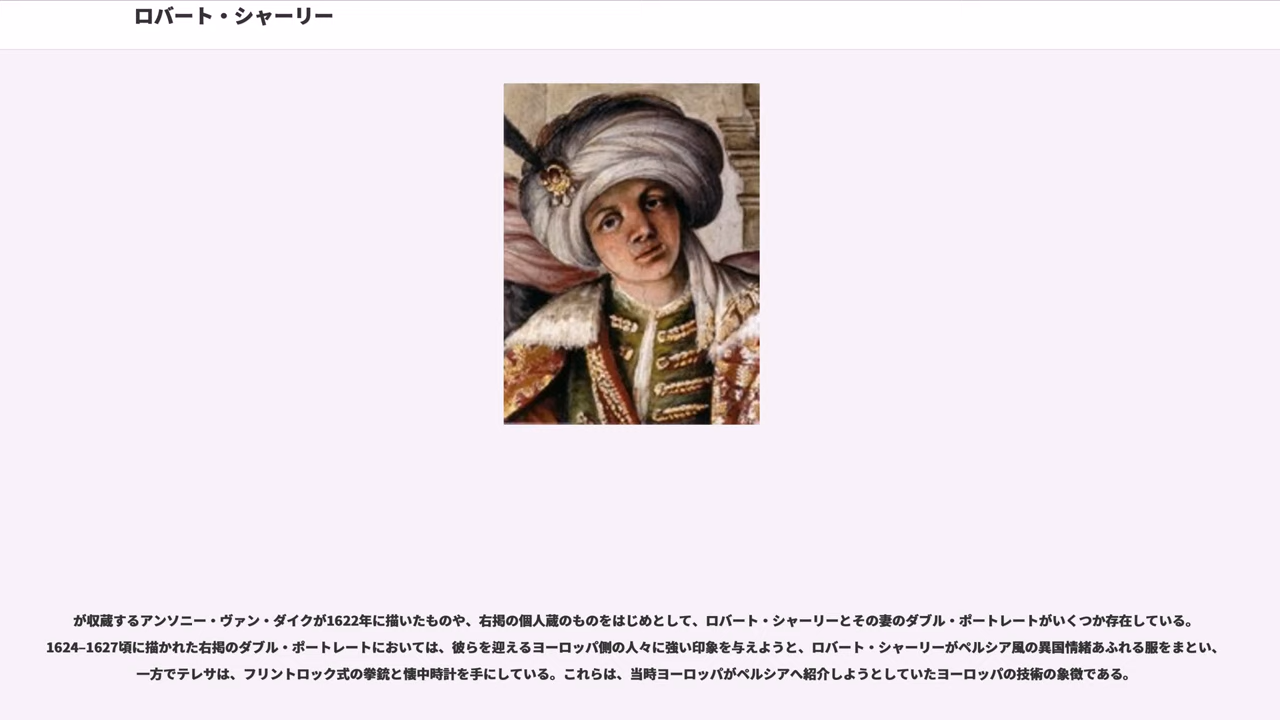 ロバート・シャーリー
が収蔵するアンソニー・ヴァン・ダイクが1622年に描いたものや、右掲の個人蔵のものをはじめとして、ロバート・シャーリーとその妻のダブル・ポートレートがいくつか存在している。
1624–1627頃に描かれた右掲のダブル・ポートレートにおいては、彼らを迎えるヨーロッパ側の人々に強い印象を与えようと、ロバート・シャーリーがペルシア風の異国情緒あふれる服をまとい、
一方でテレサは、フリントロック式の拳銃と懐中時計を手にしている。これらは、当時ヨーロッパがペルシアへ紹介しようとしていたヨーロッパの技術の象徴である。